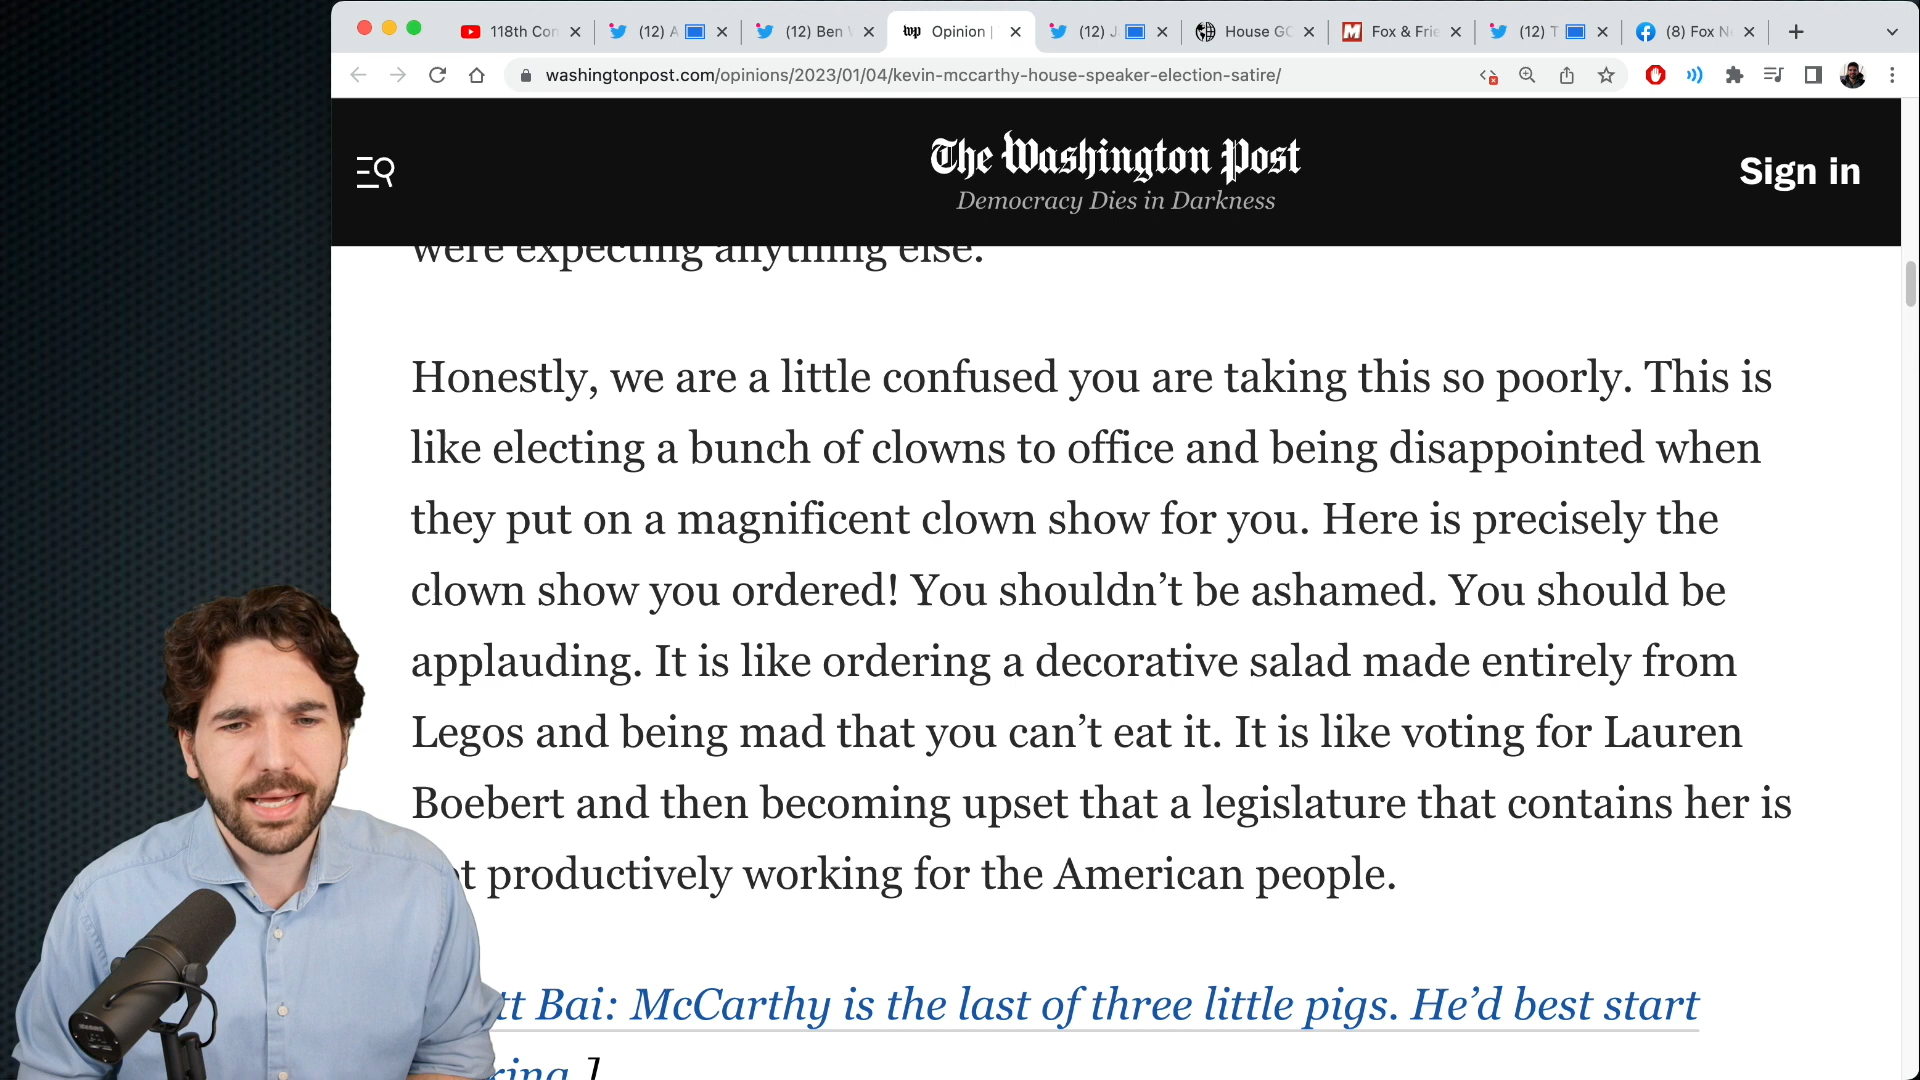 118th Con
(12) A
(12) Ben
Opinion |
(12) J
House GO
Fox & Frie
(12) T
(8) Fox N
washingtonpost.com/opinions/2023/01/04/kevin-mccarthy-house-speaker-election-satire/
The Washington Post
Democracy Dies in Darkness
Sign in
were expecting anything else.
Honestly, we are a little confused you are taking this so poorly. This is
like electing a bunch of clowns to office and being disappointed when
they put on a magnificent clown show for you. Here is precisely the
clown show you ordered! You shouldn’t be ashamed. You should be
applauding. It is like ordering a decorative salad made entirely from
Legos and being mad that you can’t eat it. It is like voting for Lauren
Boebert and then becoming upset that a legislature that contains her is
productively working for the American people.
tt Bai: McCarthy is the last of three little pigs. He’d best start
ring.]